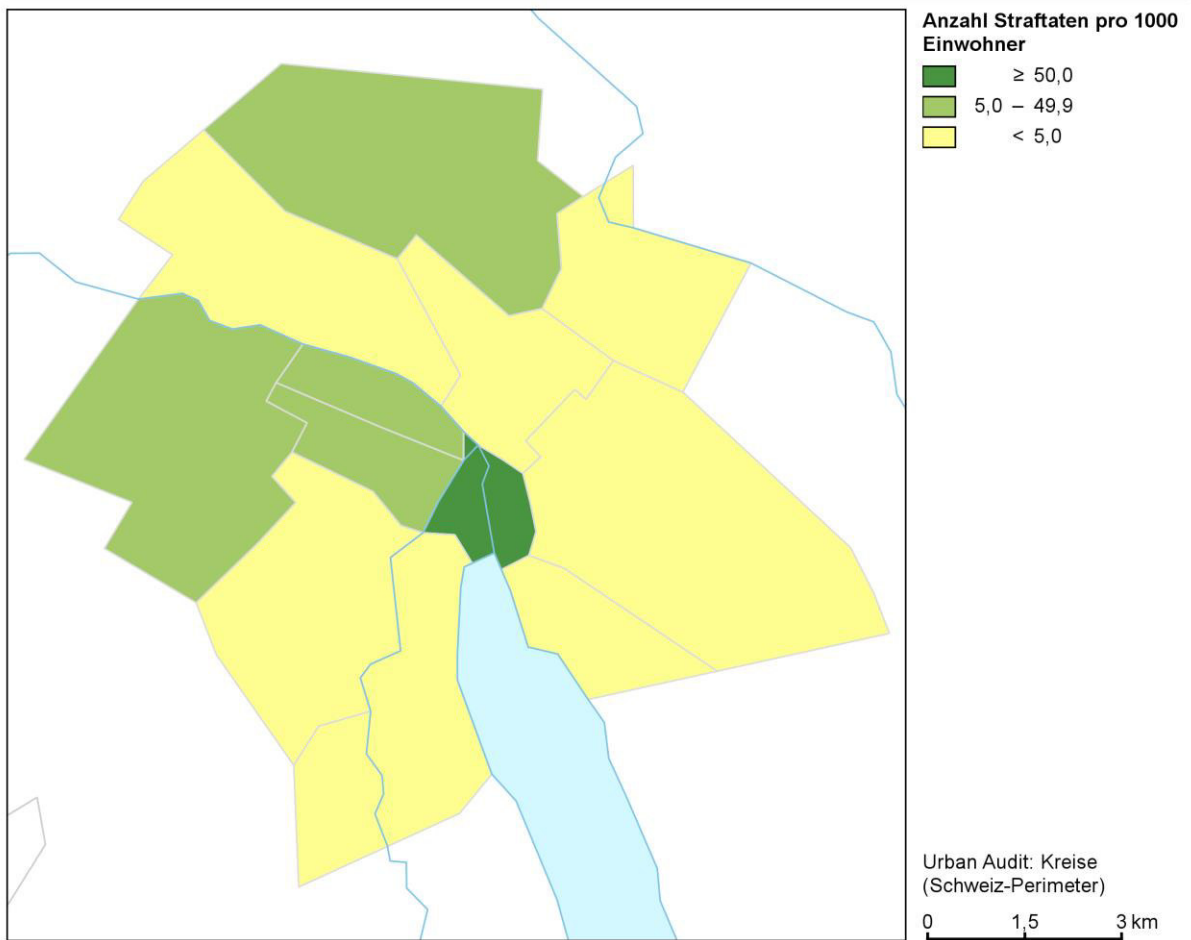 Anzahl Straftaten pro 1000
Einwohner
≥ 50,0
5,0 – 49,9
< 5,0
Urban Audit: Kreise
(Schweiz-Perimeter)
0 1,5 3 km